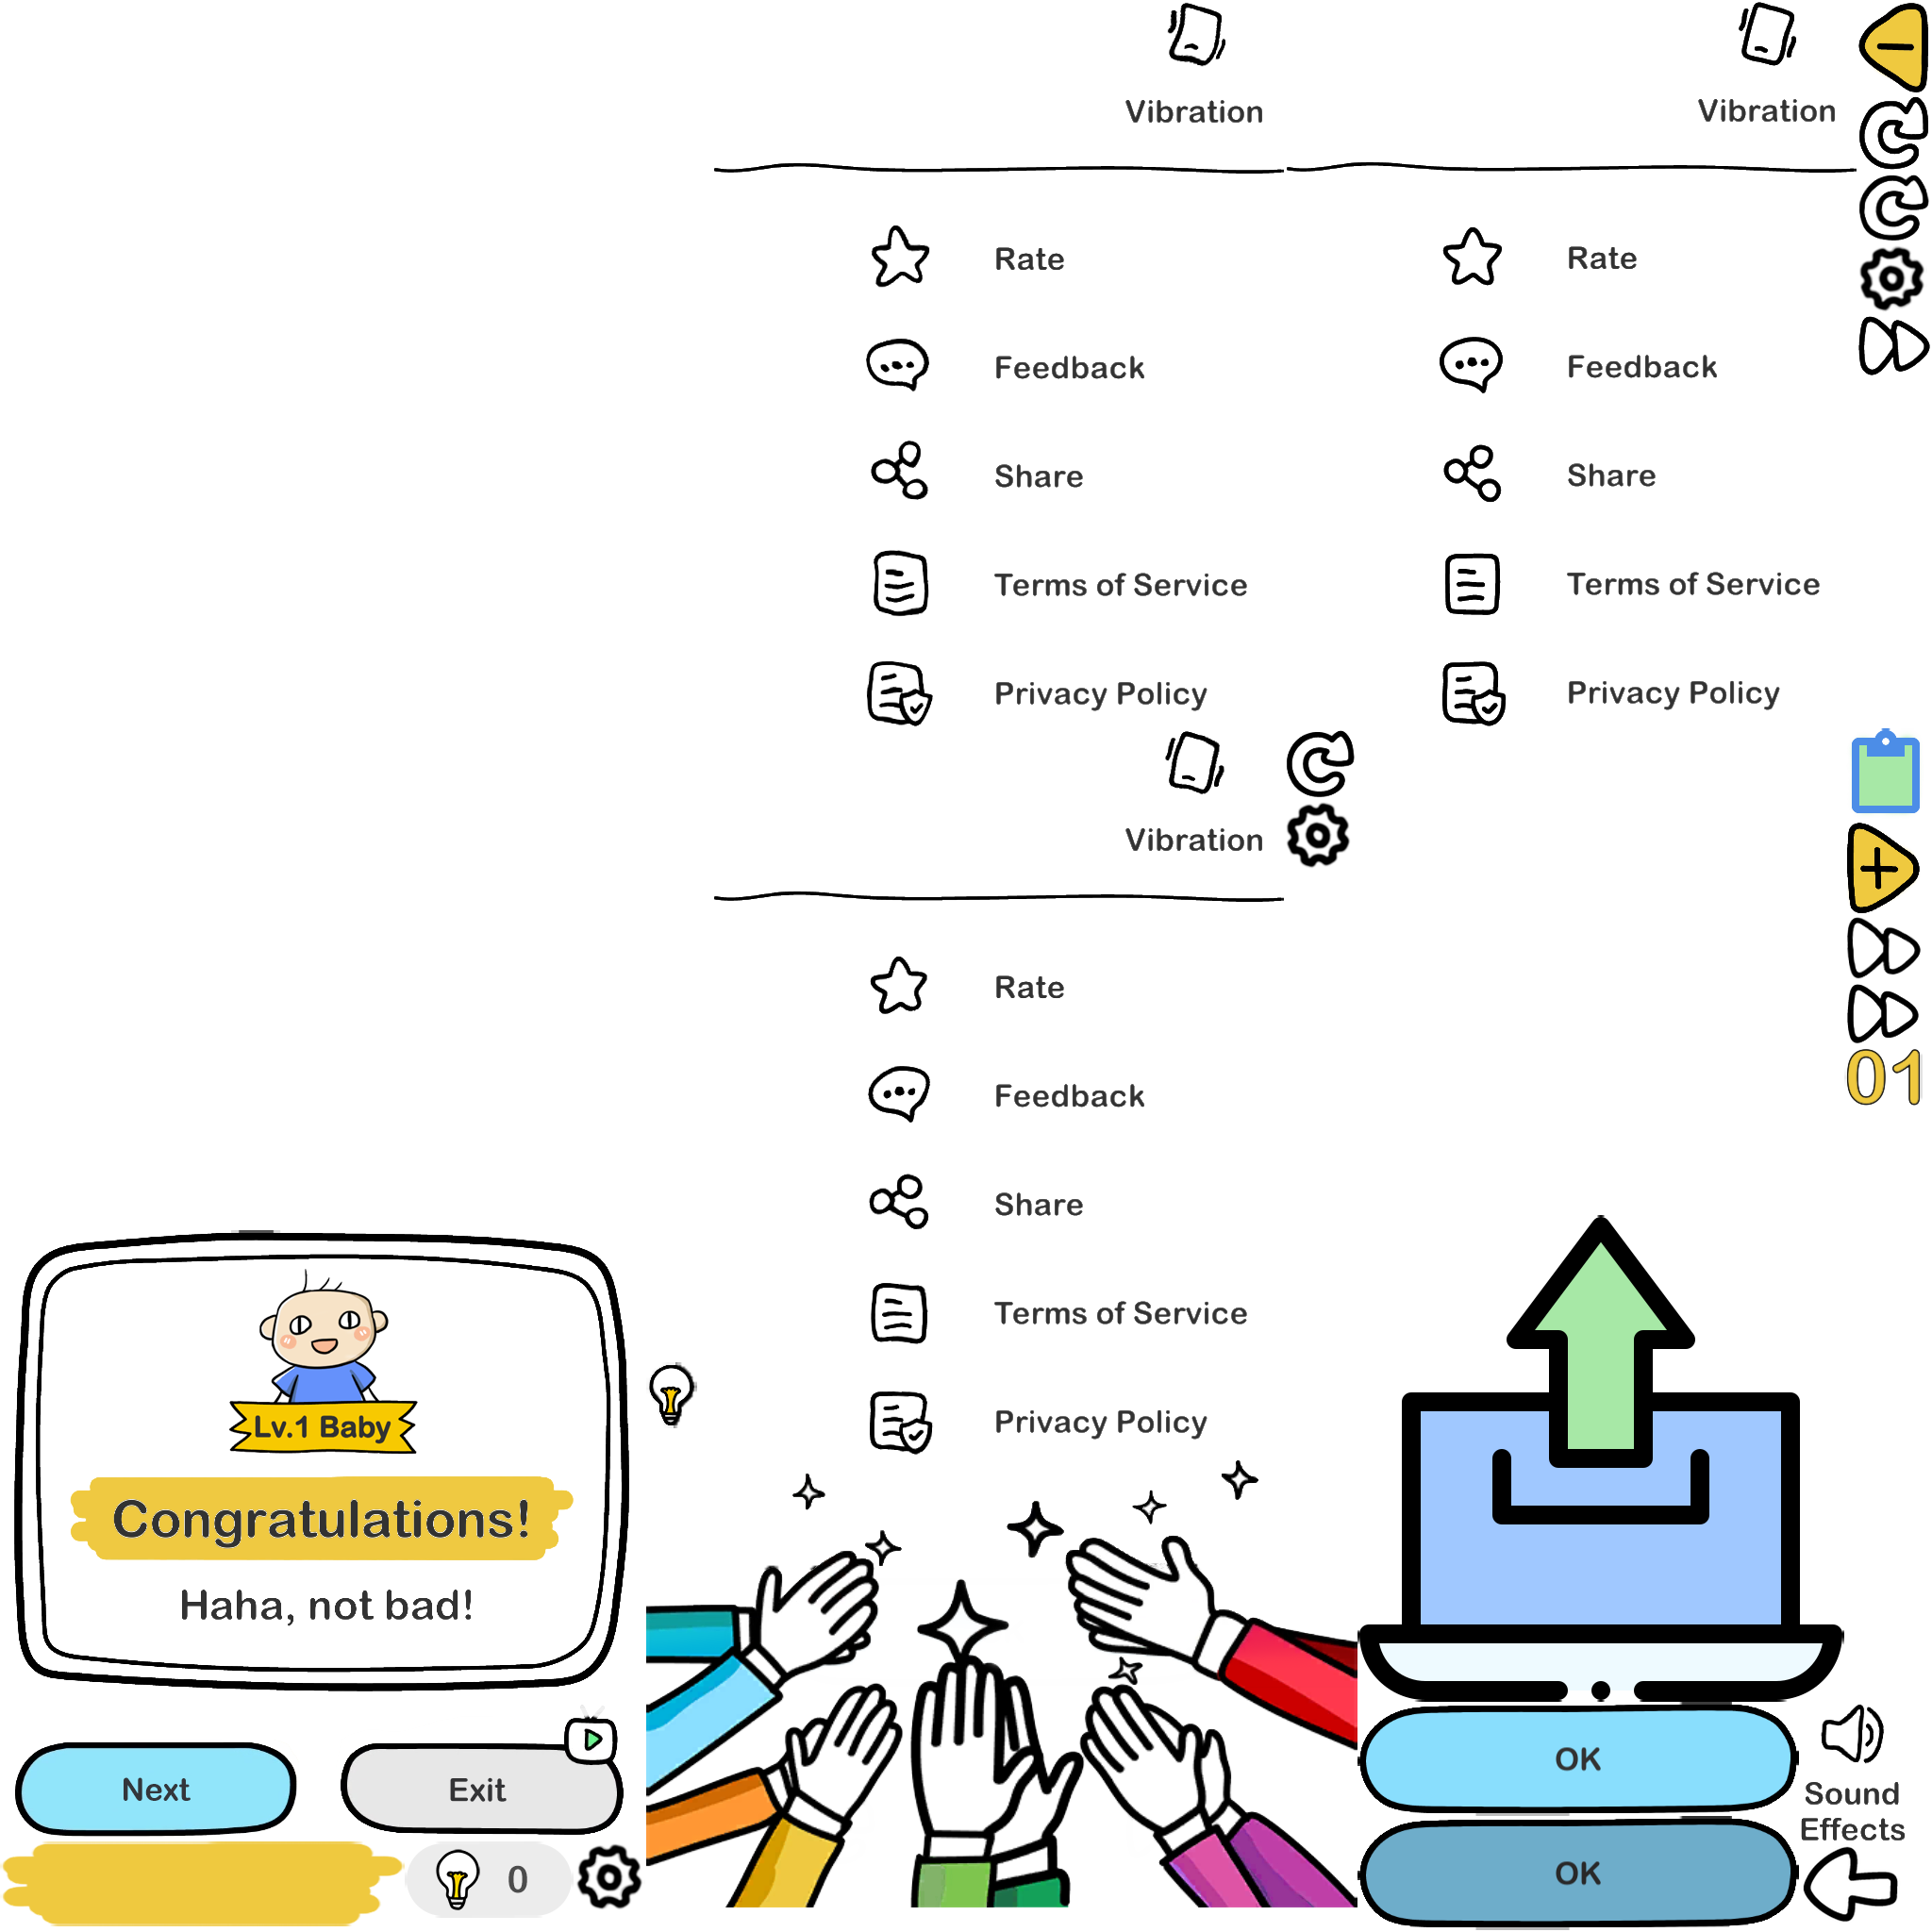 Vibration
Vibration
Rate
Rate
Feedback
Feedback
Share
Share
Terms of Service
Terms of Service
Privacy Policy
Privacy Policy
Vibration
Rate
01
Feedback
Share
Terms of Service
Privacy Policy
Lv.1 Baby
Congratulations!
Haha, not bad!
Next
Exit
0
OK
Sound
Effects
OK